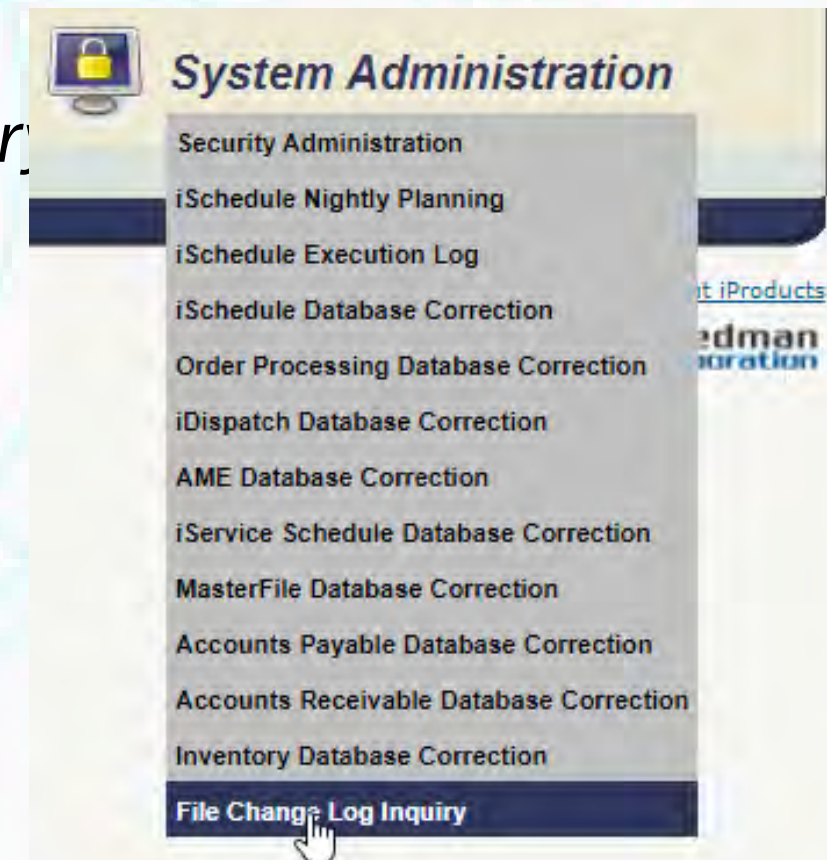 System Administration
Security Administration
iSchedule Nightly Planning
iSchedule Execution Log
iSchedule Database Correction
Order Processing Database Correction
iDispatch Database Correction
AME Database Correction
iService Schedule Database Correction
MasterFile Database Correction
Accounts Payable Database Correction
Accounts Receivable Database Correction
Inventory Database Correction
File Change Log Inquiry
iProducts